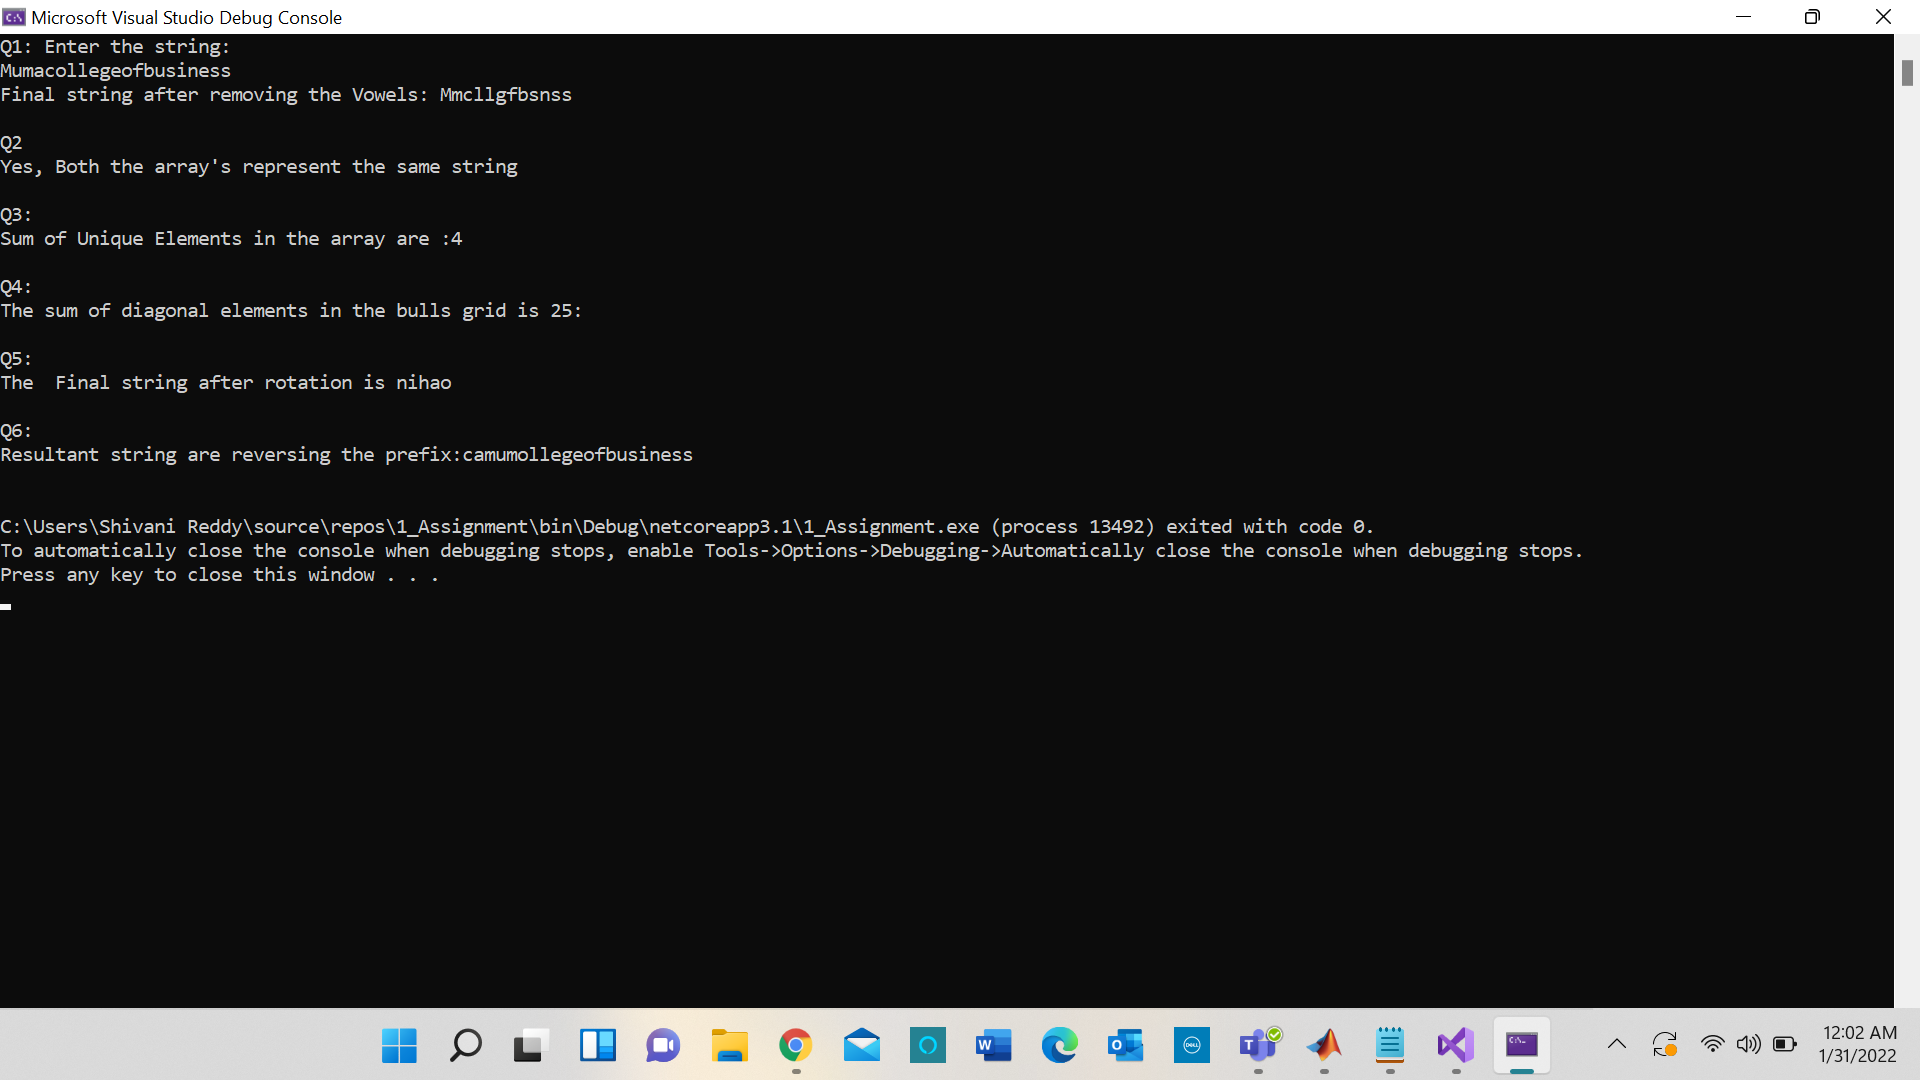 Microsoft Visual Studio Debug Console
Q1: Enter the string:
Mumacollegeofbusiness
Final string after removing the Vowels: Mmcllgfbsnss
Q2
Yes, Both the array's represent the same string
Q3:
Sum of Unique Elements in the array are :4
Q4:
The sum of diagonal elements in the bulls grid is 25:
Q5:
The  Final string after rotation is nihao
Q6:
Resultant string are reversing the prefix:camumollegeofbusiness
C:\Users\Shivani Reddy\source\repos\1_Assignment\bin\Debug\netcoreapp3.1\1_Assignment.exe (process 13492) exited with code 0.
To automatically close the console when debugging stops, enable Tools->Options->Debugging->Automatically close the console when debugging stops.
Press any key to close this window . . .
12:02 AM
1/31/2022